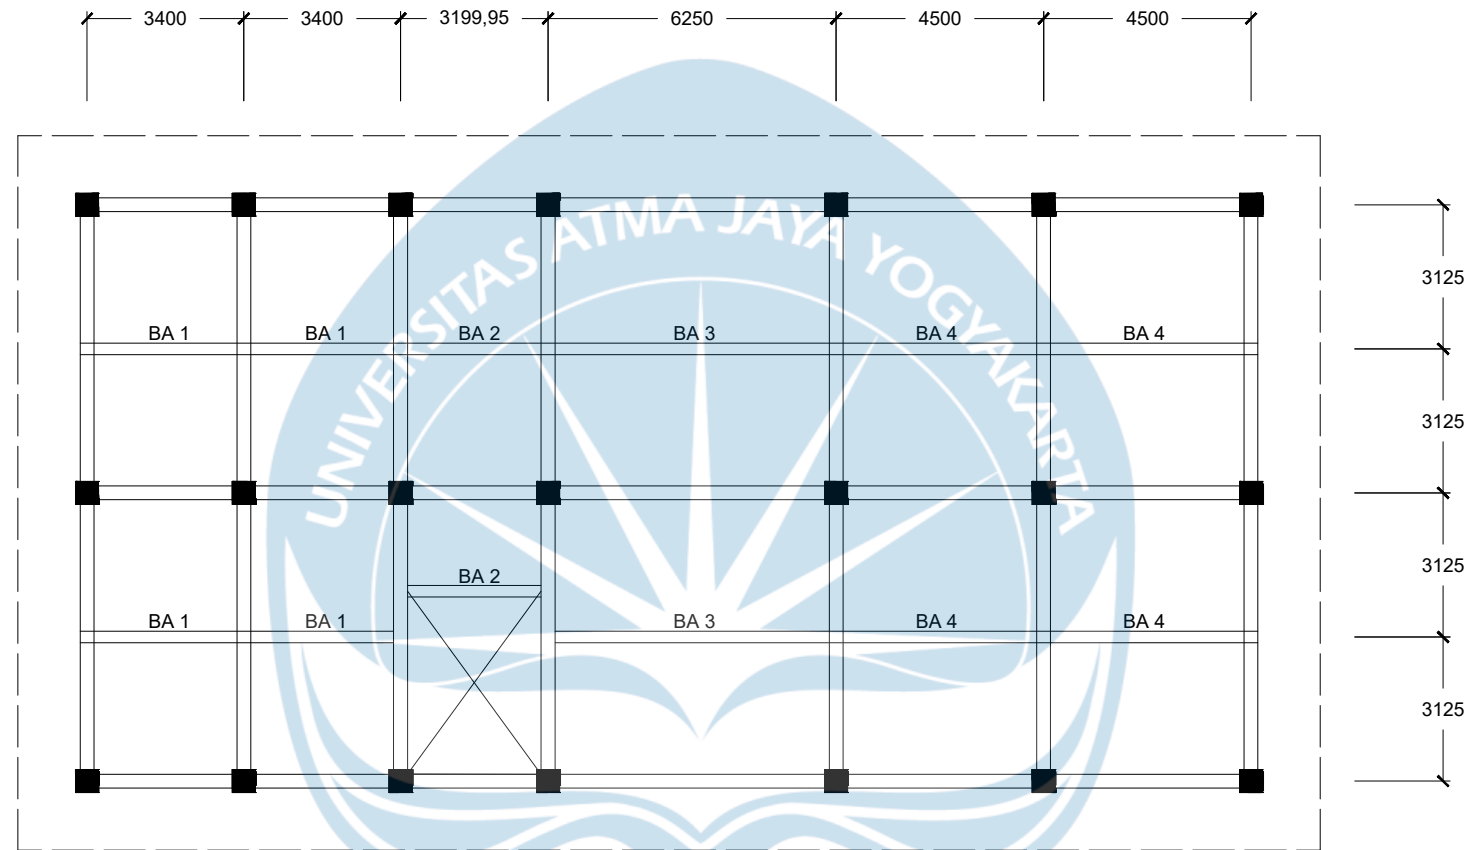 3400 3400 3199,95 6250 4500 4500
UNIVERSITAS ATMA JAYA YOGYAKARTA
3125
BA 1 BA 1 BA 2 BA 3 BA 4 BA 4
3125
3125
BA 2
BA 1 BA 1 BA 3 BA 4 BA 4
3125